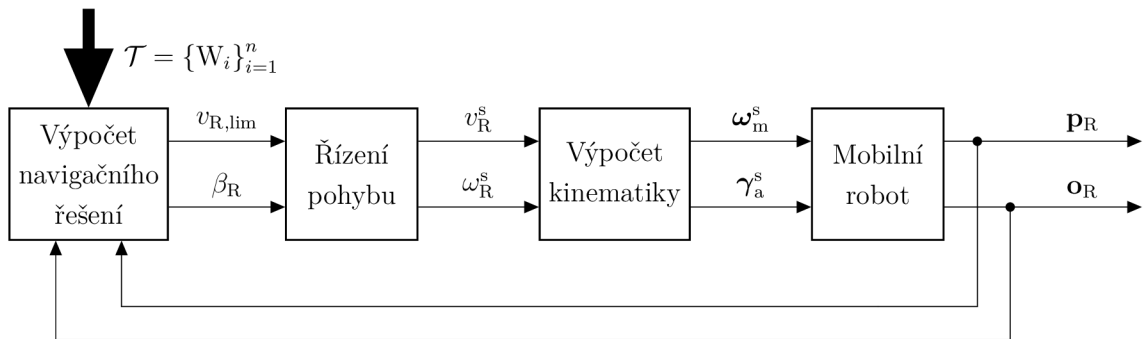 𝒯 = {W_i}_{i=1}^n
Výpočet
navigačního
řešení
v_{R,lim}
β_R
Řízení
pohybu
v_R^s
ω_R^s
Výpočet
kinematiky
ω_m^s
γ_a^s
Mobilní
robot
p_R
o_R